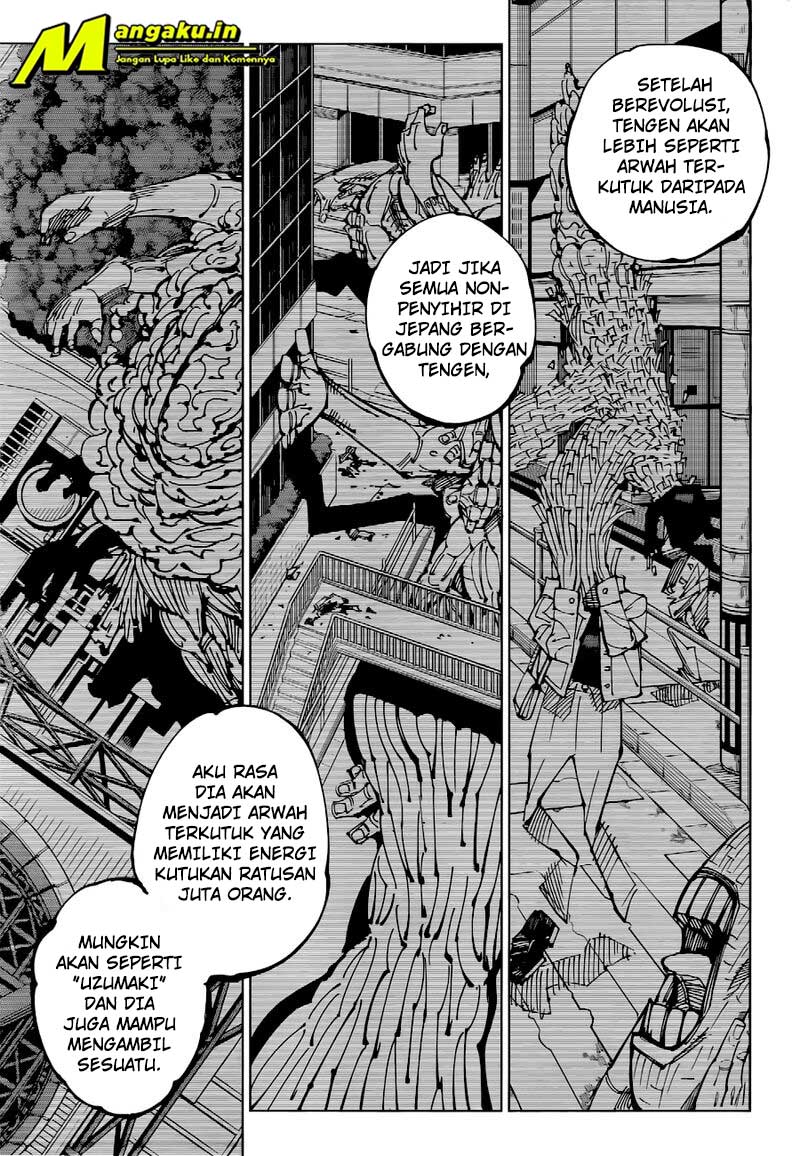 Mangaku.in
Jangan Lupa Like dan Komennya
SETELAH
BEREVOLUSI,
TENGEN AKAN
LEBIH SEPERTI
ARWAH TER-
KUTUK DARIPADA
MANUSIA.
JADI JIKA
SEMUA NON-
PENYIHIR DI
JEPANG BER-
GABUNG DENGAN
TENGEN,
AKU RASA
DIA AKAN
MENJADI ARWAH
TERKUTUK YANG
MEMILIKI ENERGI
KUTUKAN RATUSAN
JUTA ORANG.
MUNGKIN
AKAN SEPERTI
"UZUMAKI"
DAN DIA
JUGA MAMPU
MENGAMBIL
SESUATU.